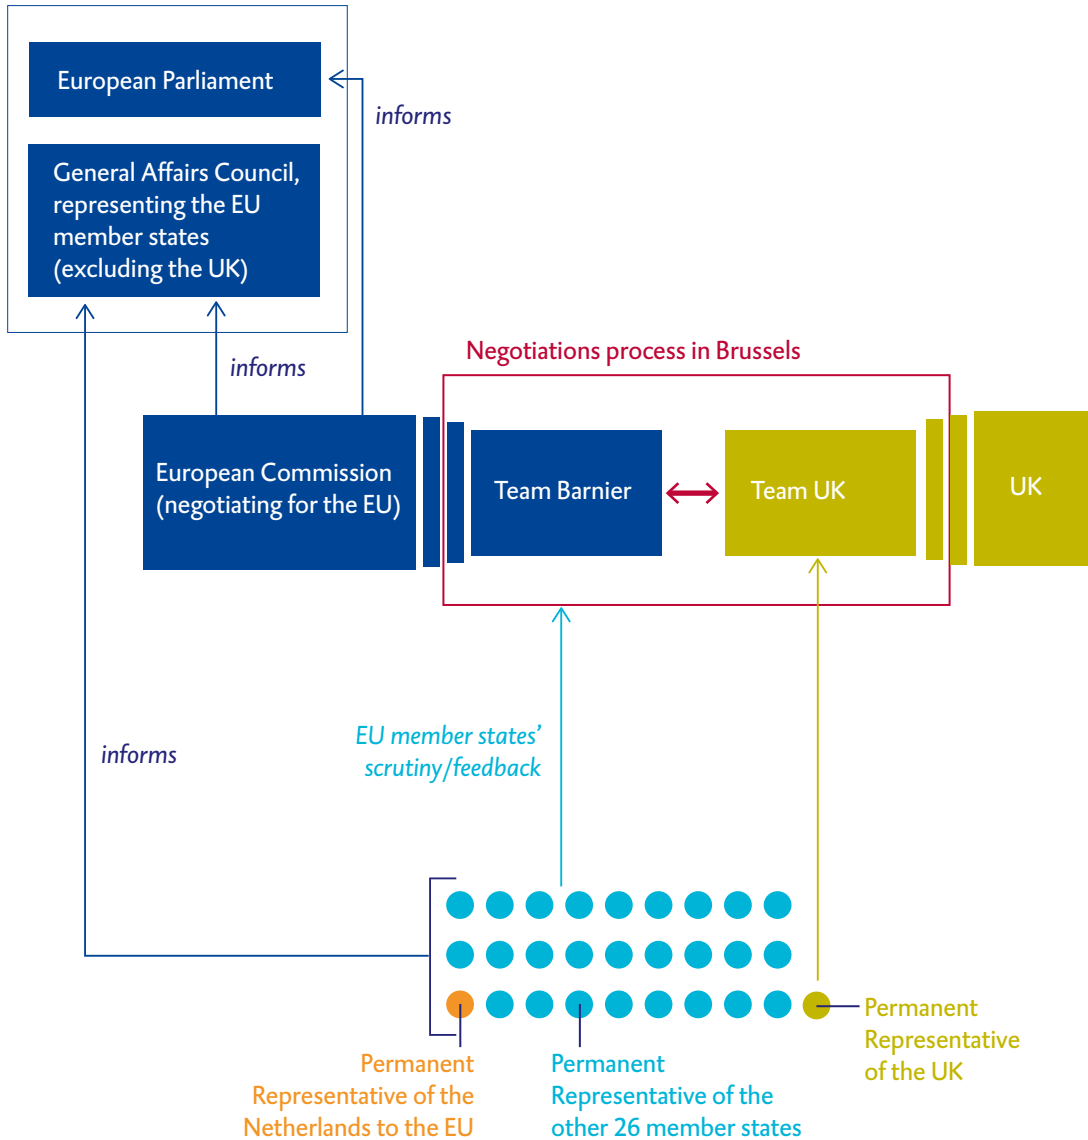 European Parliament
informs
General Affairs Council,
representing the EU
member states
(excluding the UK)
informs
Negotiations process in Brussels
European Commission
(negotiating for the EU)
Team Barnier
Team UK
UK
informs
EU member states’
scrutiny/feedback
Permanent
Representative of the
Netherlands to the EU
Permanent
Representative of the
other 26 member states
Permanent
Representative
of the UK